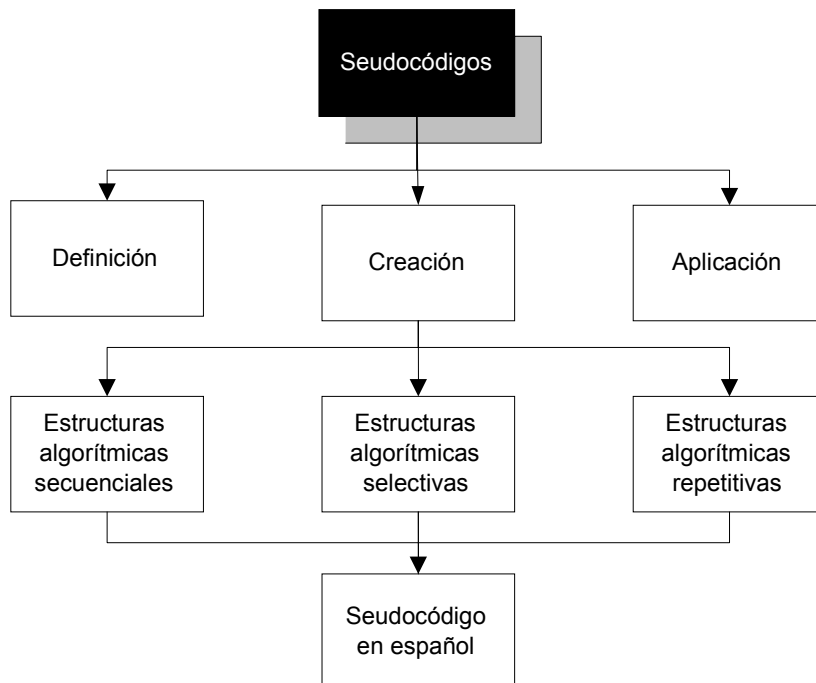 Seudocódigos
Definición
Creación
Aplicación
Estructuras
algorítmicas
secuenciales
Estructuras
algorítmicas
selectivas
Estructuras
algorítmicas
repetitivas
Seudocódigo
en español